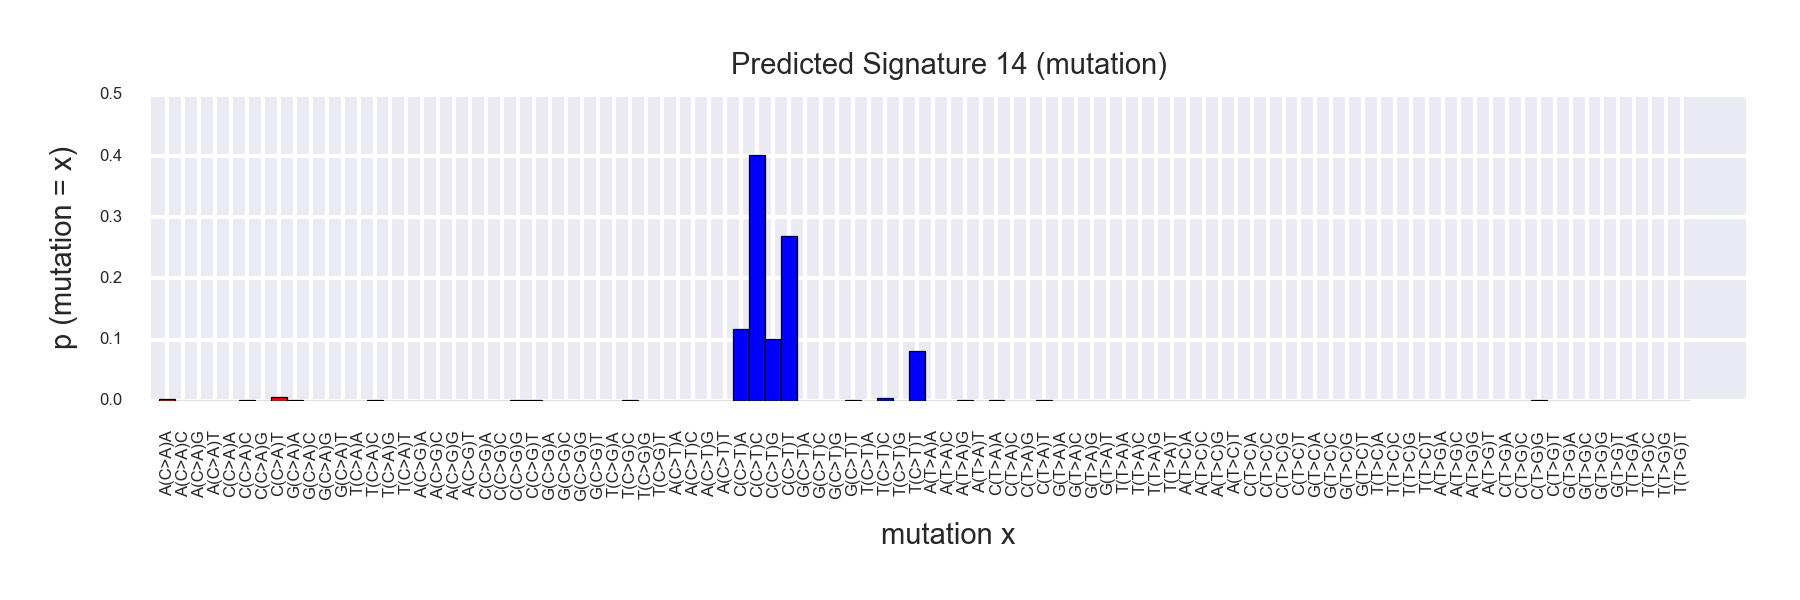 Predicted Signature 14 (mutation)
p (mutation = x)
0.5
0.4
0.3
0.2
0.1
0.0
A(C>A)A
A(C>A)C
A(C>A)G
A(C>A)T
C(C>A)A
C(C>A)C
C(C>A)G
C(C>A)T
G(C>A)A
G(C>A)C
G(C>A)G
G(C>A)T
T(C>A)A
T(C>A)C
T(C>A)G
T(C>A)T
A(C>G)A
A(C>G)C
A(C>G)G
A(C>G)T
C(C>G)A
C(C>G)C
C(C>G)G
C(C>G)T
G(C>G)A
G(C>G)C
G(C>G)G
G(C>G)T
T(C>G)A
T(C>G)C
T(C>G)G
T(C>G)T
A(C>T)A
A(C>T)C
A(C>T)G
A(C>T)T
C(C>T)A
C(C>T)C
C(C>T)G
C(C>T)T
G(C>T)A
G(C>T)C
G(C>T)G
G(C>T)T
T(C>T)A
T(C>T)C
T(C>T)G
T(C>T)T
A(T>A)A
A(T>A)C
A(T>A)G
A(T>A)T
C(T>A)A
C(T>A)C
C(T>A)G
C(T>A)T
G(T>A)A
G(T>A)C
G(T>A)G
G(T>A)T
T(T>A)A
T(T>A)C
T(T>A)G
T(T>A)T
A(T>C)A
A(T>C)C
A(T>C)G
A(T>C)T
C(T>C)A
C(T>C)C
C(T>C)G
C(T>C)T
G(T>C)A
G(T>C)C
G(T>C)G
G(T>C)T
T(T>C)A
T(T>C)C
T(T>C)G
T(T>C)T
A(T>G)A
A(T>G)C
A(T>G)G
A(T>G)T
C(T>G)A
C(T>G)C
C(T>G)G
C(T>G)T
G(T>G)A
G(T>G)C
G(T>G)G
G(T>G)T
T(T>G)A
T(T>G)C
T(T>G)G
T(T>G)T
mutation x